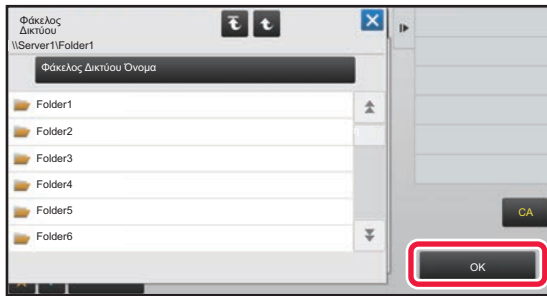 Φάκελος
Δικτύου
\\Server1\Folder1
Φάκελος Δικτύου Όνομα
Folder1
Folder2
Folder3
Folder4
Folder5
Folder6
CA
OK